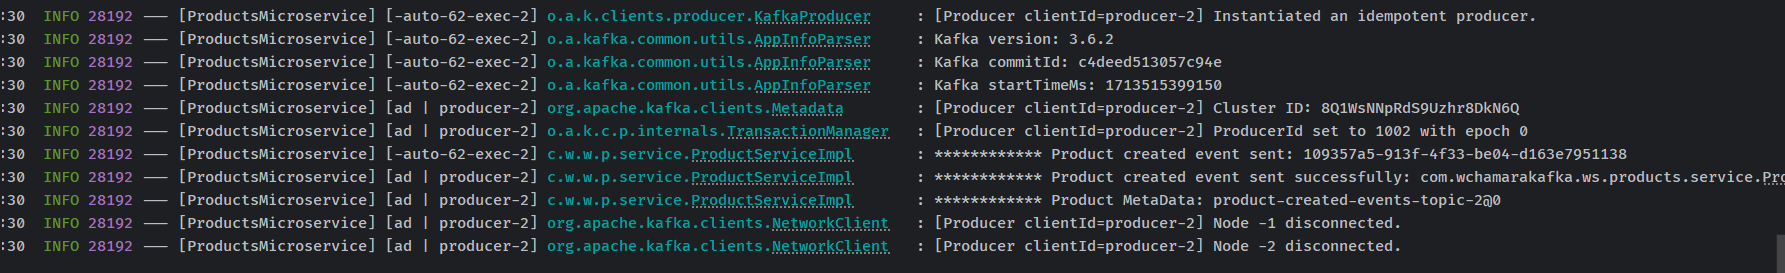 :30 INFO 28192 --- [ProductsMicroservice] [-auto-62-exec-2] o.a.k.clients.producer.KafkaProducer : [Producer clientId=producer-2] Instantiated an idempotent producer.
:30 INFO 28192 --- [ProductsMicroservice] [-auto-62-exec-2] o.a.kafka.common.utils.AppInfoParser : Kafka version: 3.6.2
:30 INFO 28192 --- [ProductsMicroservice] [-auto-62-exec-2] o.a.kafka.common.utils.AppInfoParser : Kafka commitId: c4deed513057c94e
:30 INFO 28192 --- [ProductsMicroservice] [-auto-62-exec-2] o.a.kafka.common.utils.AppInfoParser : Kafka startTimeMs: 1713515399150
:30 INFO 28192 --- [ProductsMicroservice] [ad | producer-2] org.apache.kafka.clients.Metadata : [Producer clientId=producer-2] Cluster ID: 8Q1WsNNpRdS9Uzhr8DkN6Q
:30 INFO 28192 --- [ProductsMicroservice] [ad | producer-2] o.a.k.c.p.internals.TransactionManager : [Producer clientId=producer-2] ProducerId set to 1002 with epoch 0
:30 INFO 28192 --- [ProductsMicroservice] [-auto-62-exec-2] c.w.w.p.service.ProductServiceImpl : ************ Product created event sent: 109357a5-913f-4f33-be04-d163e7951138
:30 INFO 28192 --- [ProductsMicroservice] [ad | producer-2] c.w.w.p.service.ProductServiceImpl : ************ Product created event sent successfully: com.wchamarakafka.ws.products.service.Pro
:30 INFO 28192 --- [ProductsMicroservice] [ad | producer-2] c.w.w.p.service.ProductServiceImpl : ************ Product MetaData: product-created-events-topic-2@0
:30 INFO 28192 --- [ProductsMicroservice] [ad | producer-2] org.apache.kafka.clients.NetworkClient : [Producer clientId=producer-2] Node -1 disconnected.
:30 INFO 28192 --- [ProductsMicroservice] [ad | producer-2] org.apache.kafka.clients.NetworkClient : [Producer clientId=producer-2] Node -2 disconnected.